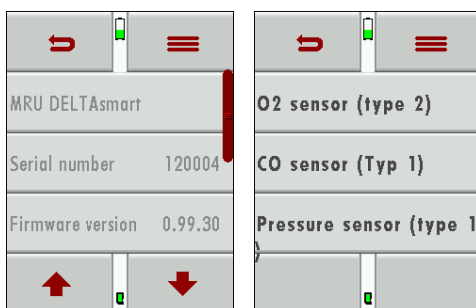 MRU DELTAsmart
Serial number 120004
Firmware version 0.99.30
O2 sensor (type 2)
CO sensor (Typ 1)
Pressure sensor (type 1
)